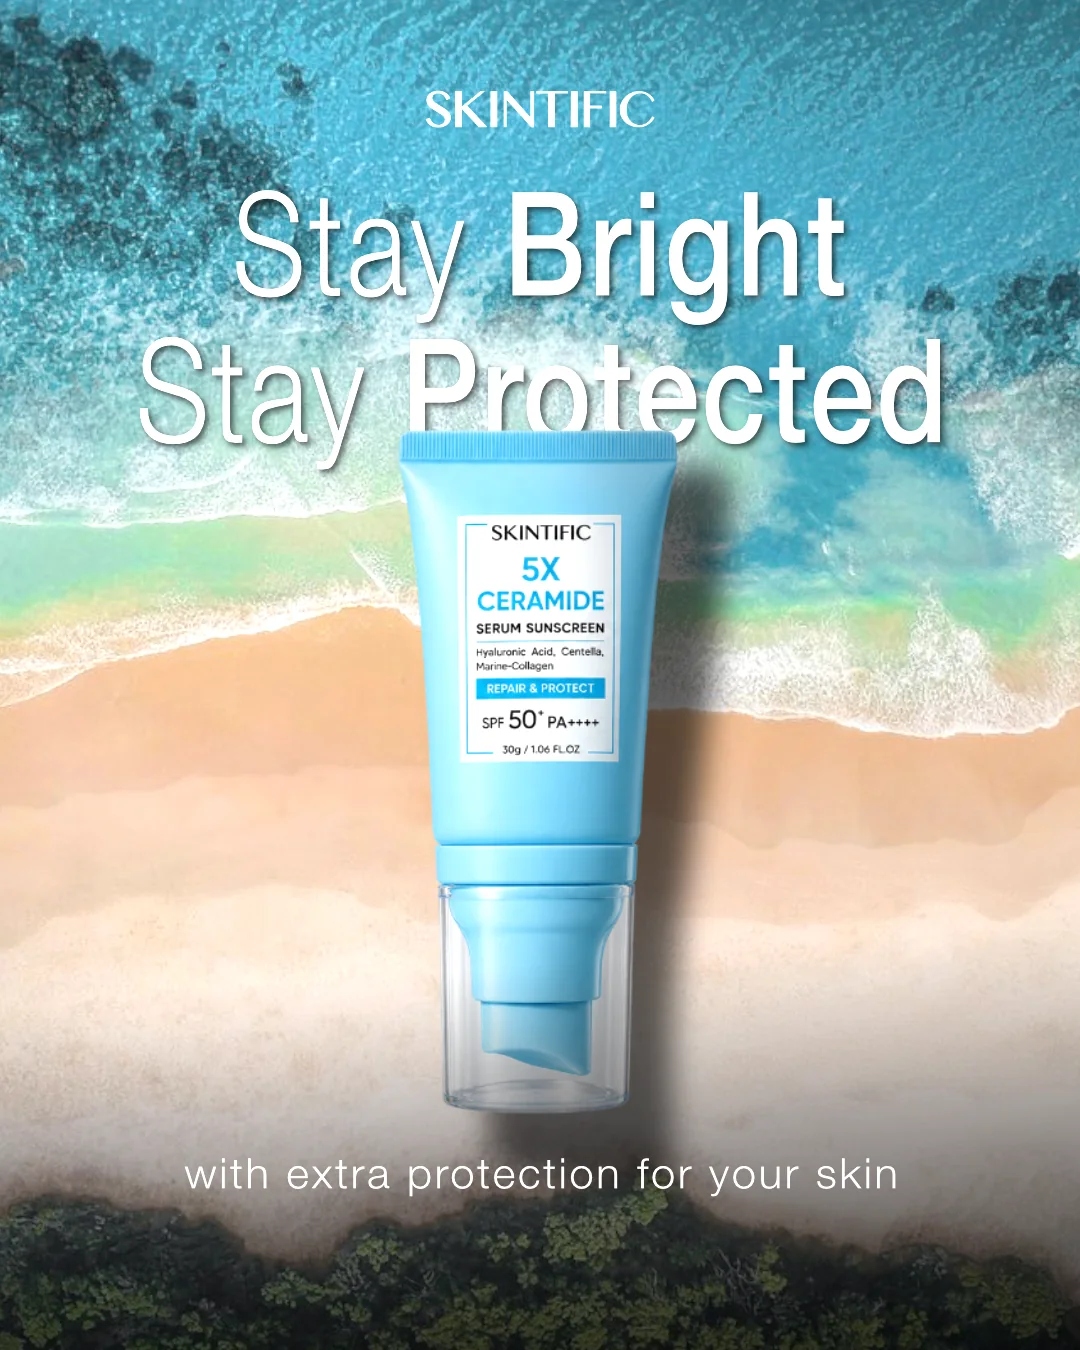 SKINTIFIC
Stay Bright
Stay Protected
SKINTIFIC
5X
CERAMIDE
SERUM SUNSCREEN
Hyaluronic Acid, Centella,
Marine-Collagen
REPAIR & PROTECT
SPF 50+ PA++++
30g / 1.06 FL.OZ
with extra protection for your skin